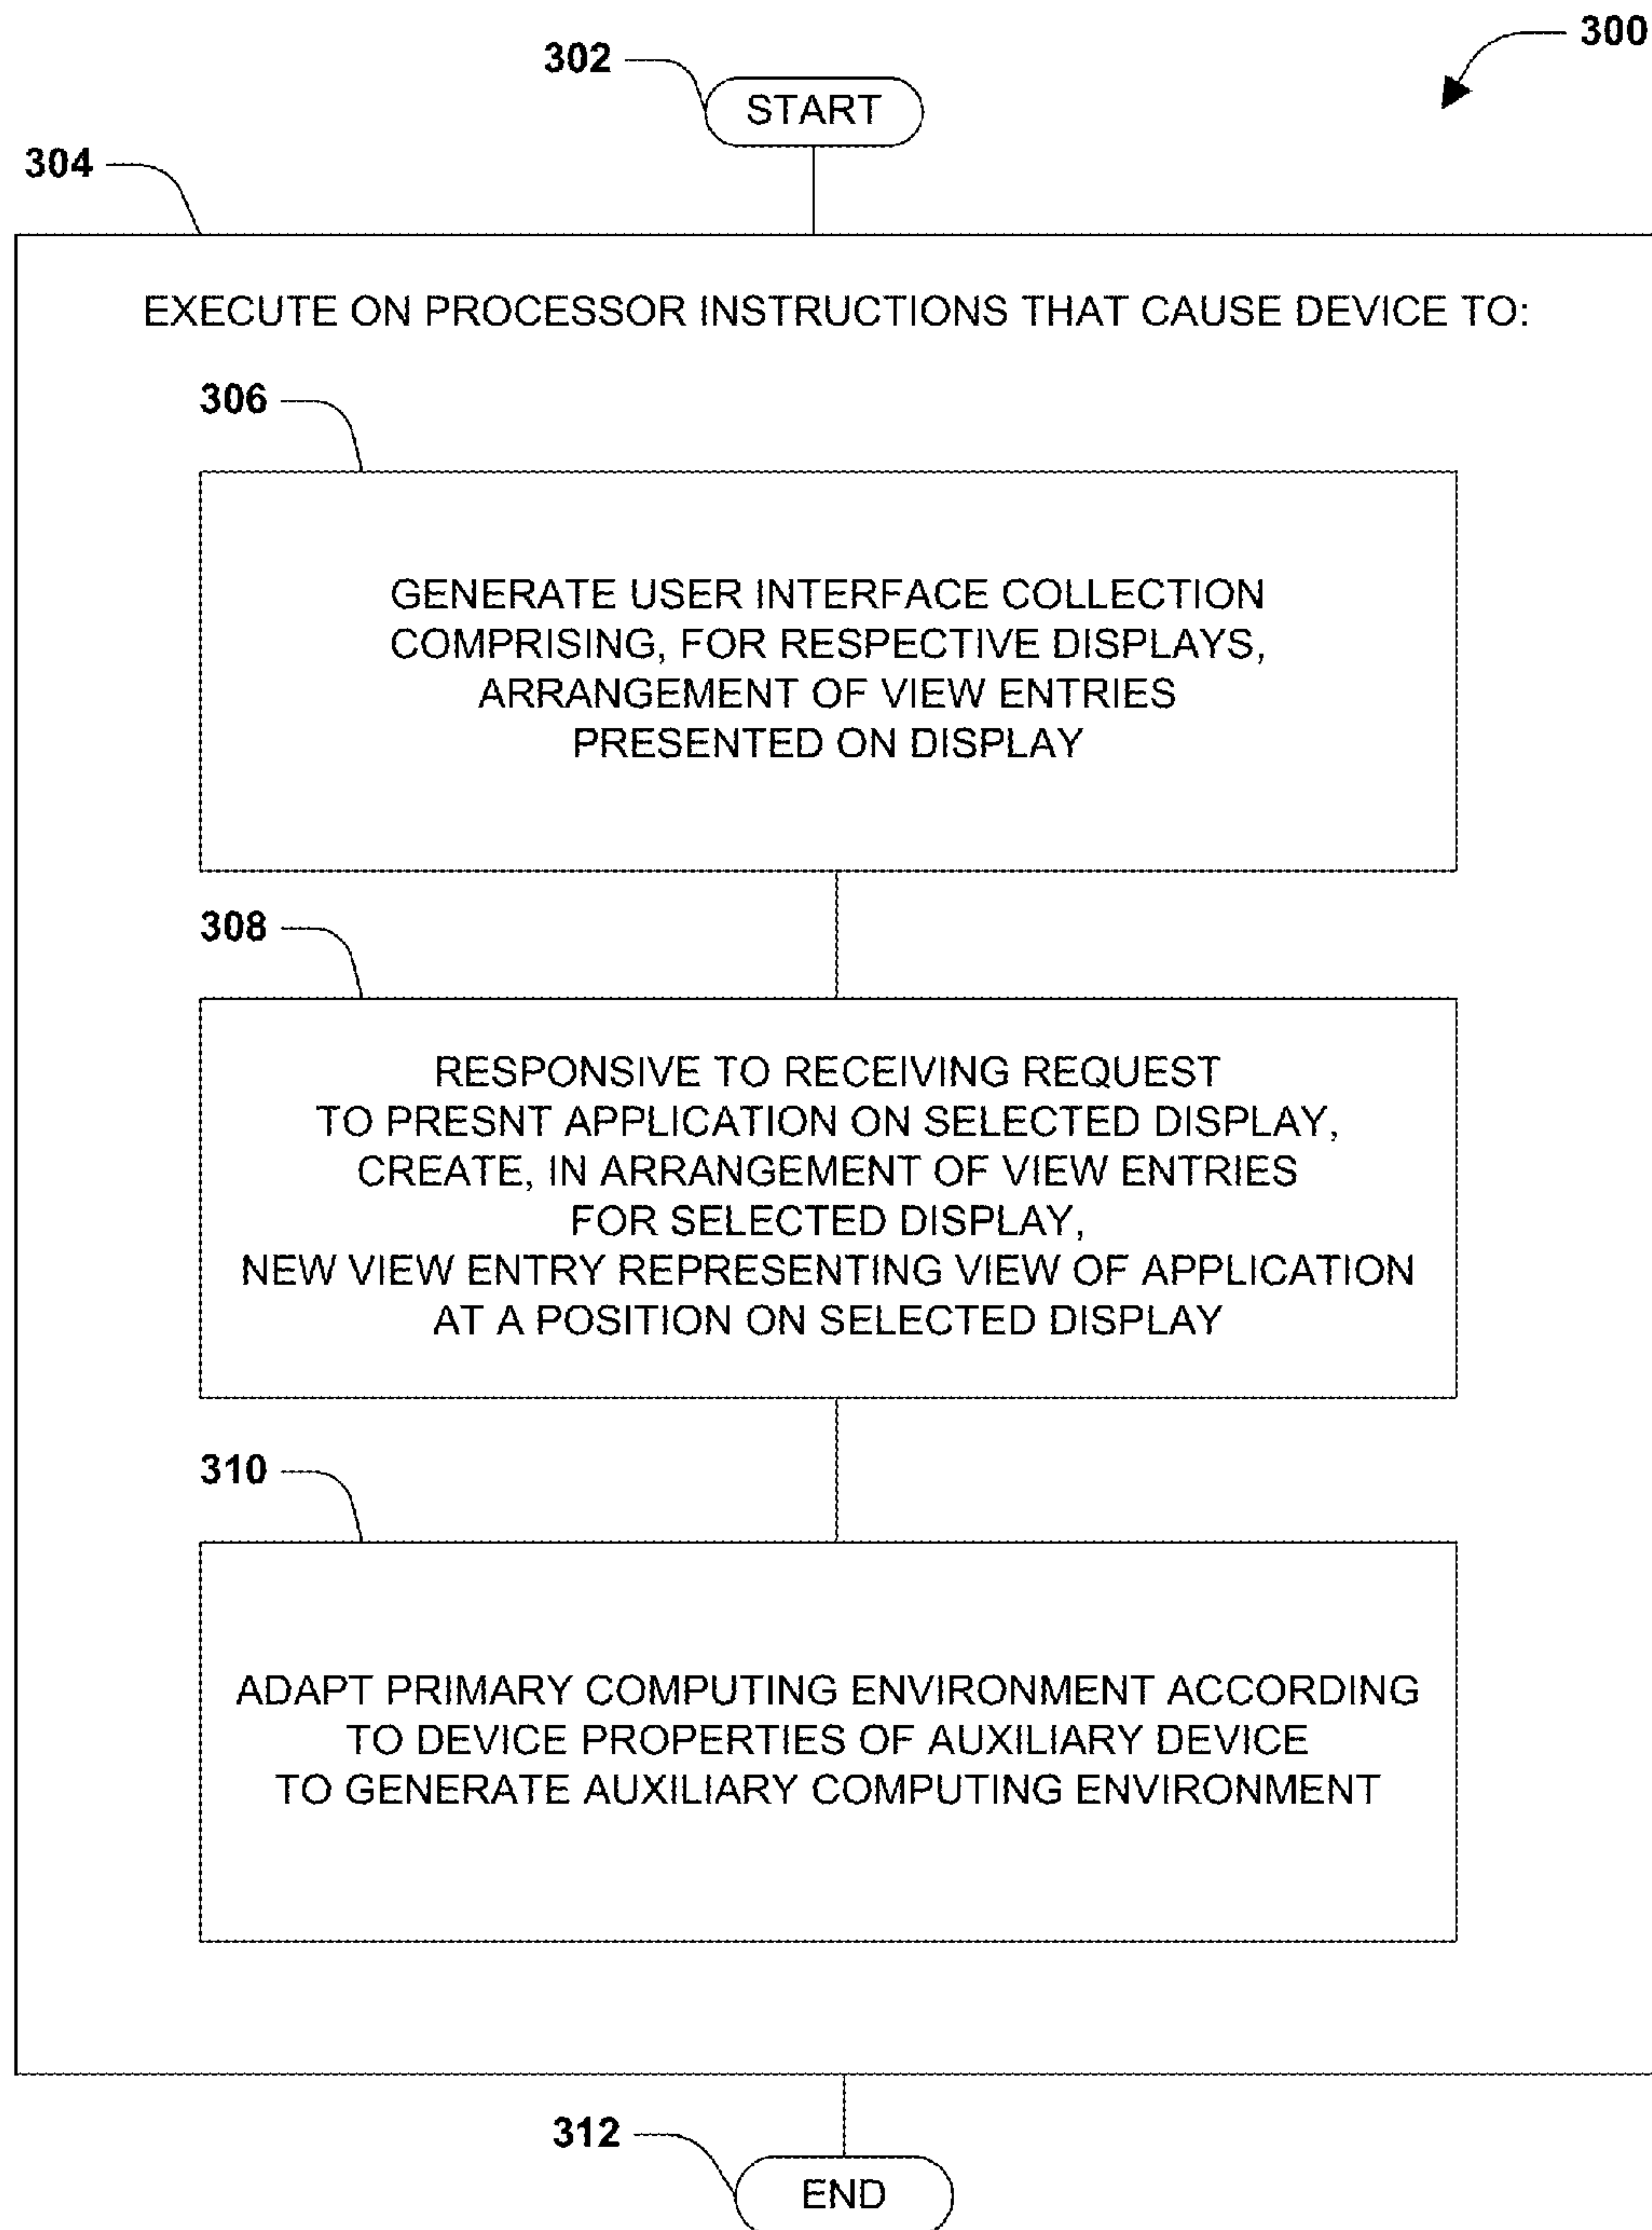 300
302
START
304
EXECUTE ON PROCESSOR INSTRUCTIONS THAT CAUSE DEVICE TO:
306
GENERATE USER INTERFACE COLLECTION
COMPRISING, FOR RESPECTIVE DISPLAYS,
ARRANGEMENT OF VIEW ENTRIES
PRESENTED ON DISPLAY
308
RESPONSIVE TO RECEIVING REQUEST
TO PRESNT APPLICATION ON SELECTED DISPLAY,
CREATE, IN ARRANGEMENT OF VIEW ENTRIES
FOR SELECTED DISPLAY,
NEW VIEW ENTRY REPRESENTING VIEW OF APPLICATION
AT A POSITION ON SELECTED DISPLAY
310
ADAPT PRIMARY COMPUTING ENVIRONMENT ACCORDING
TO DEVICE PROPERTIES OF AUXILIARY DEVICE
TO GENERATE AUXILIARY COMPUTING ENVIRONMENT
312
END